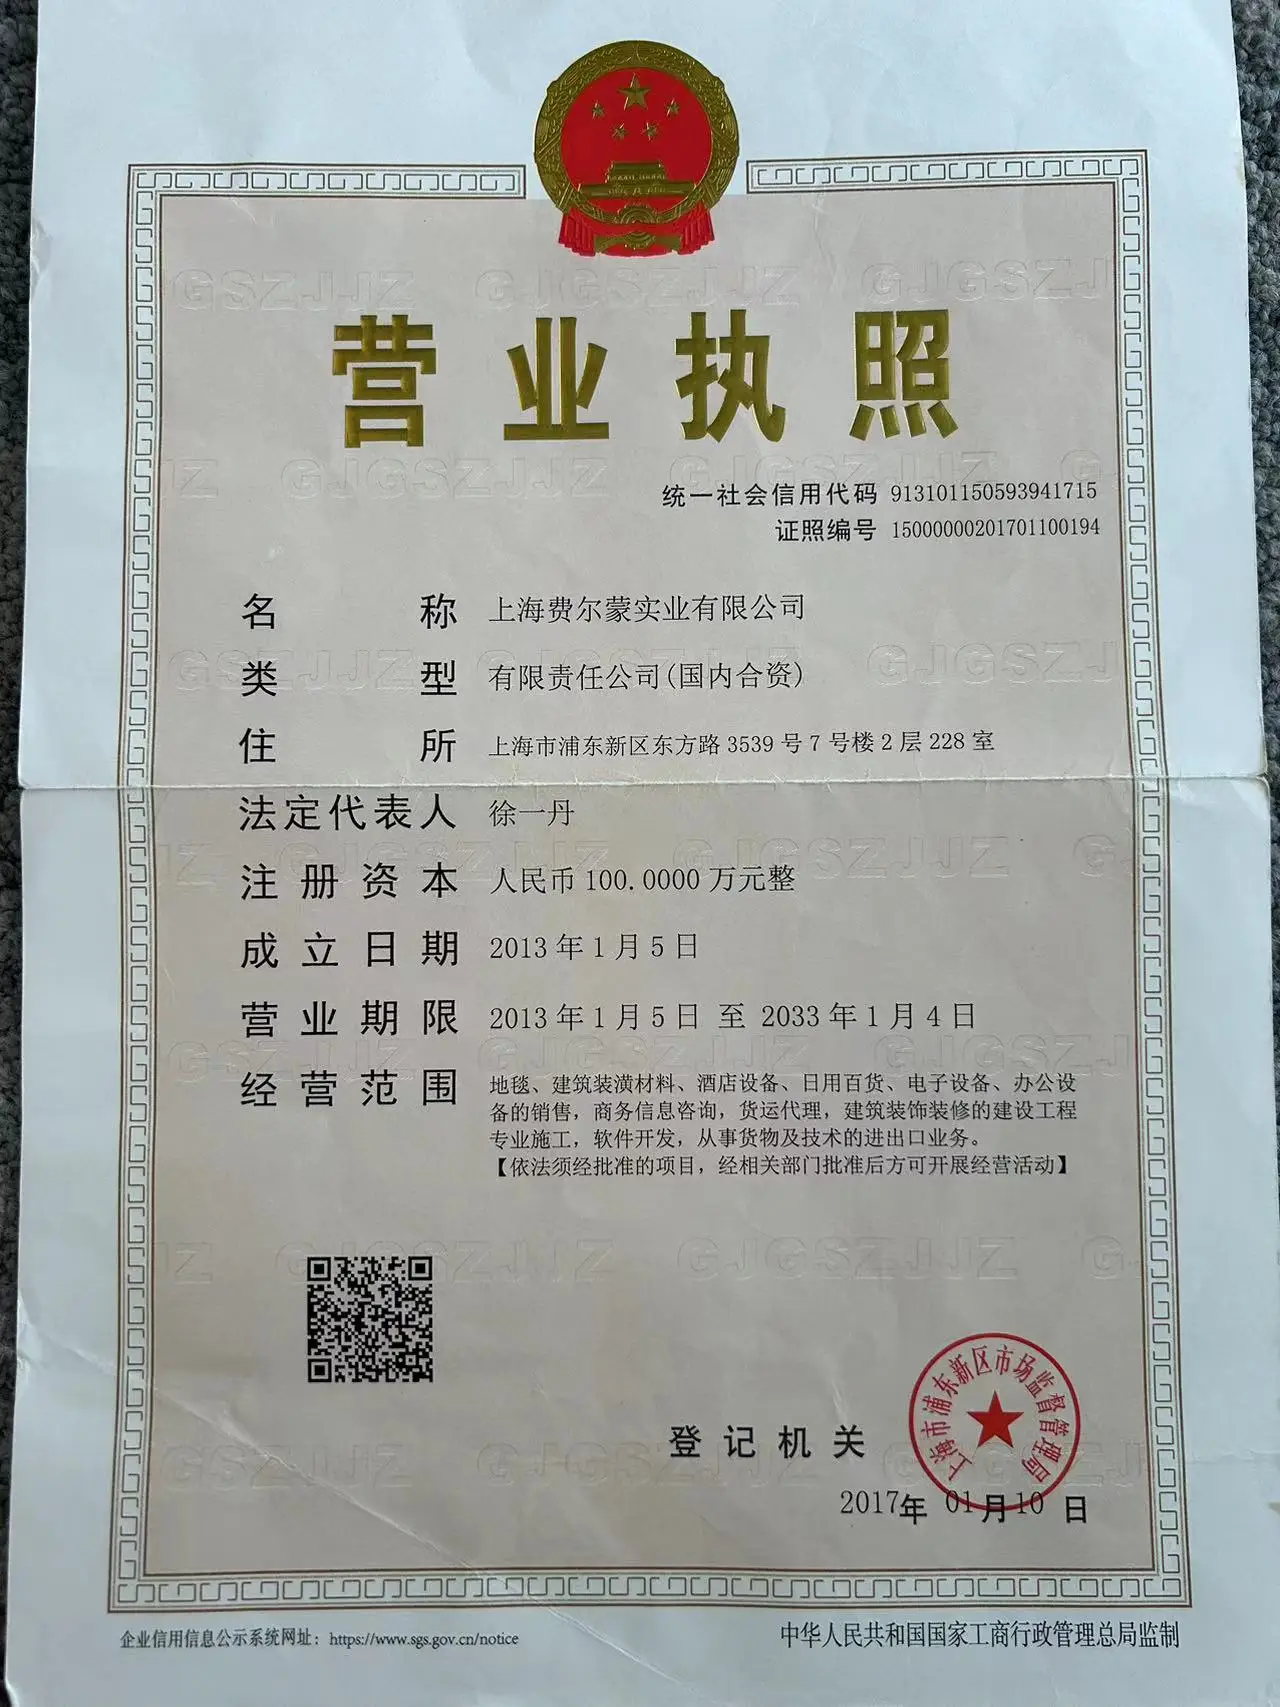 营业执照
统一社会信用代码 913101150593941715
证照编号 15000000201701100194
名称 上海费尔蒙实业有限公司
类型 有限责任公司(国内合资)
住所 上海市浦东新区东方路3539号7号楼2层228室
法定代表人 徐一丹
注册资本 人民币100.0000万元整
成立日期 2013年1月5日
营业期限 2013年1月5日 至 2033年1月4日
经营范围 地毯、建筑装潢材料、酒店设备、日用百货、电子设备、办公设
备的销售，商务信息咨询，货运代理，建筑装饰装修的建设工程
专业施工，软件开发，从事货物及技术的进出口业务。
【依法须经批准的项目，经相关部门批准后方可开展经营活动】
上海市浦东新区市场监督管理局
登记机关
2017年01月10日
企业信用信息公示系统网址：https://www.sgs.gov.cn/notice
中华人民共和国国家工商行政管理总局监制